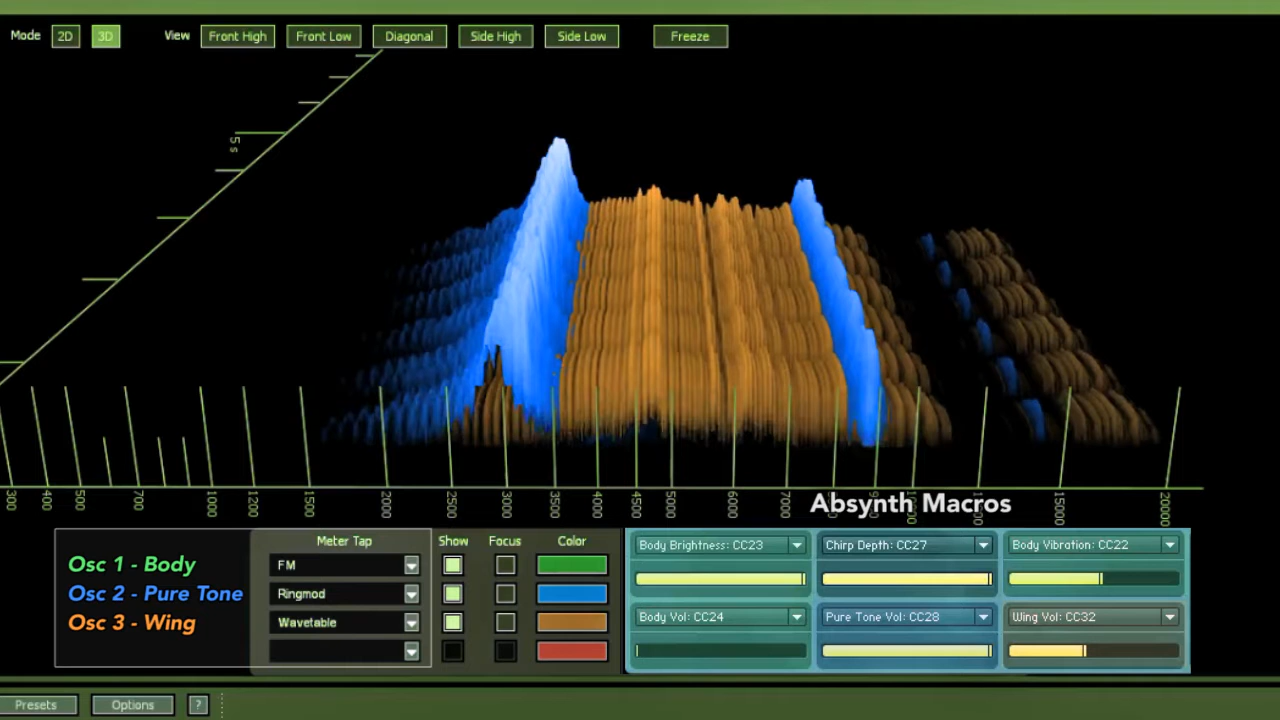 Mode 2D 3D View Front High Front Low Diagonal Side High Side Low Freeze
5 s
300 400 500 700 1000 1200 1500 2000 2500 3000 3500 4000 4500 5000 6000 7000 15000 20000
Absynth Macros
Meter Tap Show Focus Color
Osc 1 - Body
Osc 2 - Pure Tone
Osc 3 - Wing
FM
Ringmod
Wavetable
Body Brightness: CC23 Chirp Depth: CC27 Body Vibration: CC22
Body Vol: CC24 Pure Tone Vol: CC28 Wing Vol: CC32
Presets Options ?